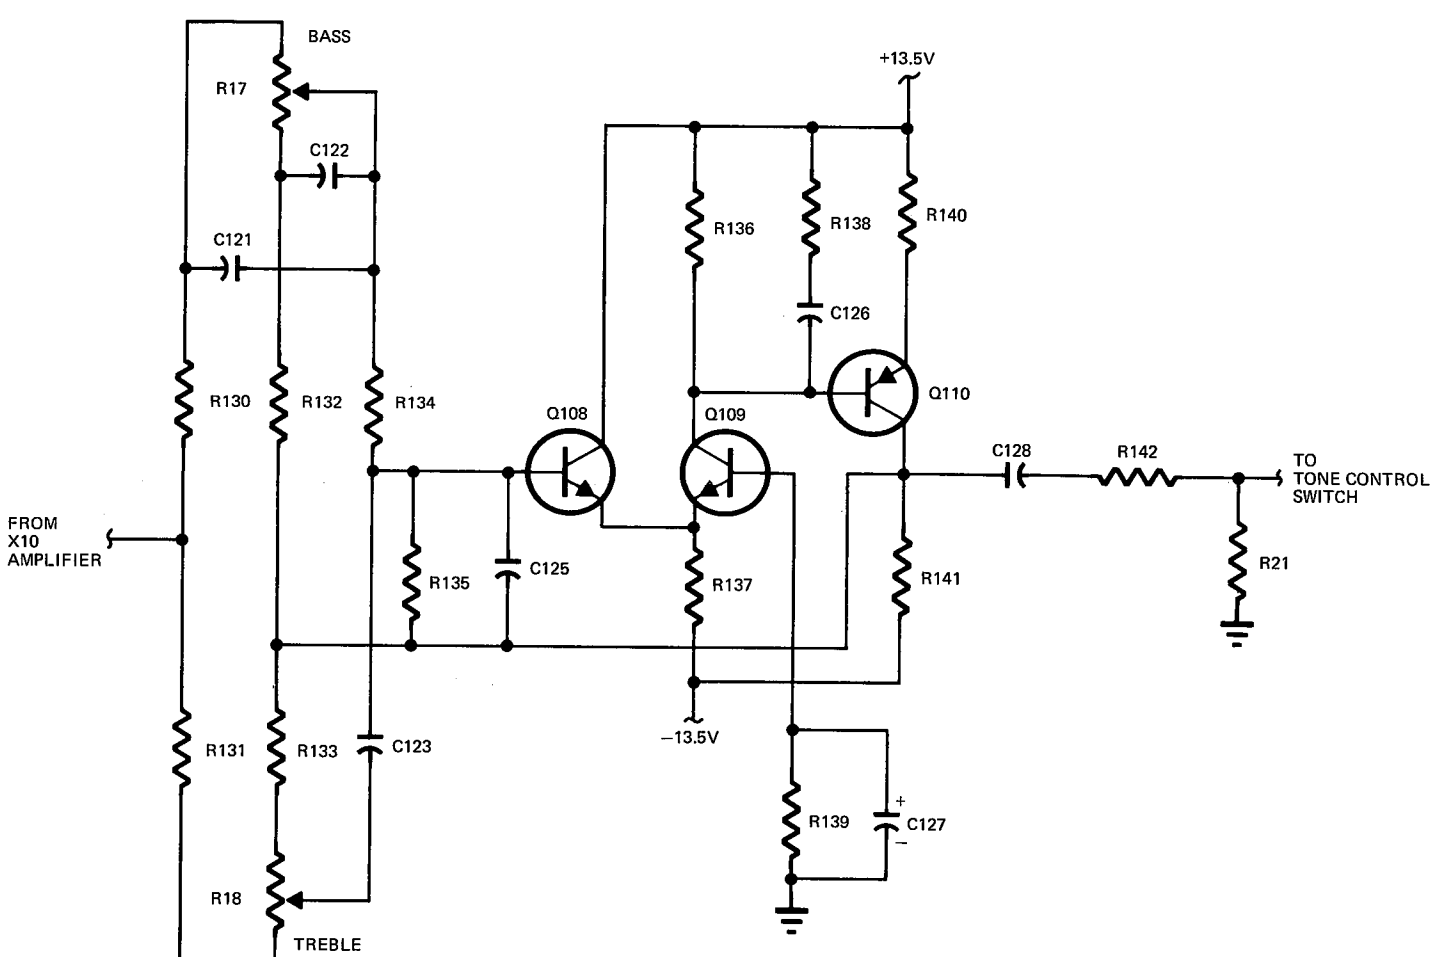 BASS
+13.5V
R17
C122
R136
R138
R140
C121
C126
R130
R132
R134
Q108
Q109
Q110
C128
R142
TO
TONE CONTROL
SWITCH
FROM
X10
AMPLIFIER
R135
C125
R137
R141
R21
R131
R133
C123
−13.5V
+
R139
C127
−
R18
TREBLE